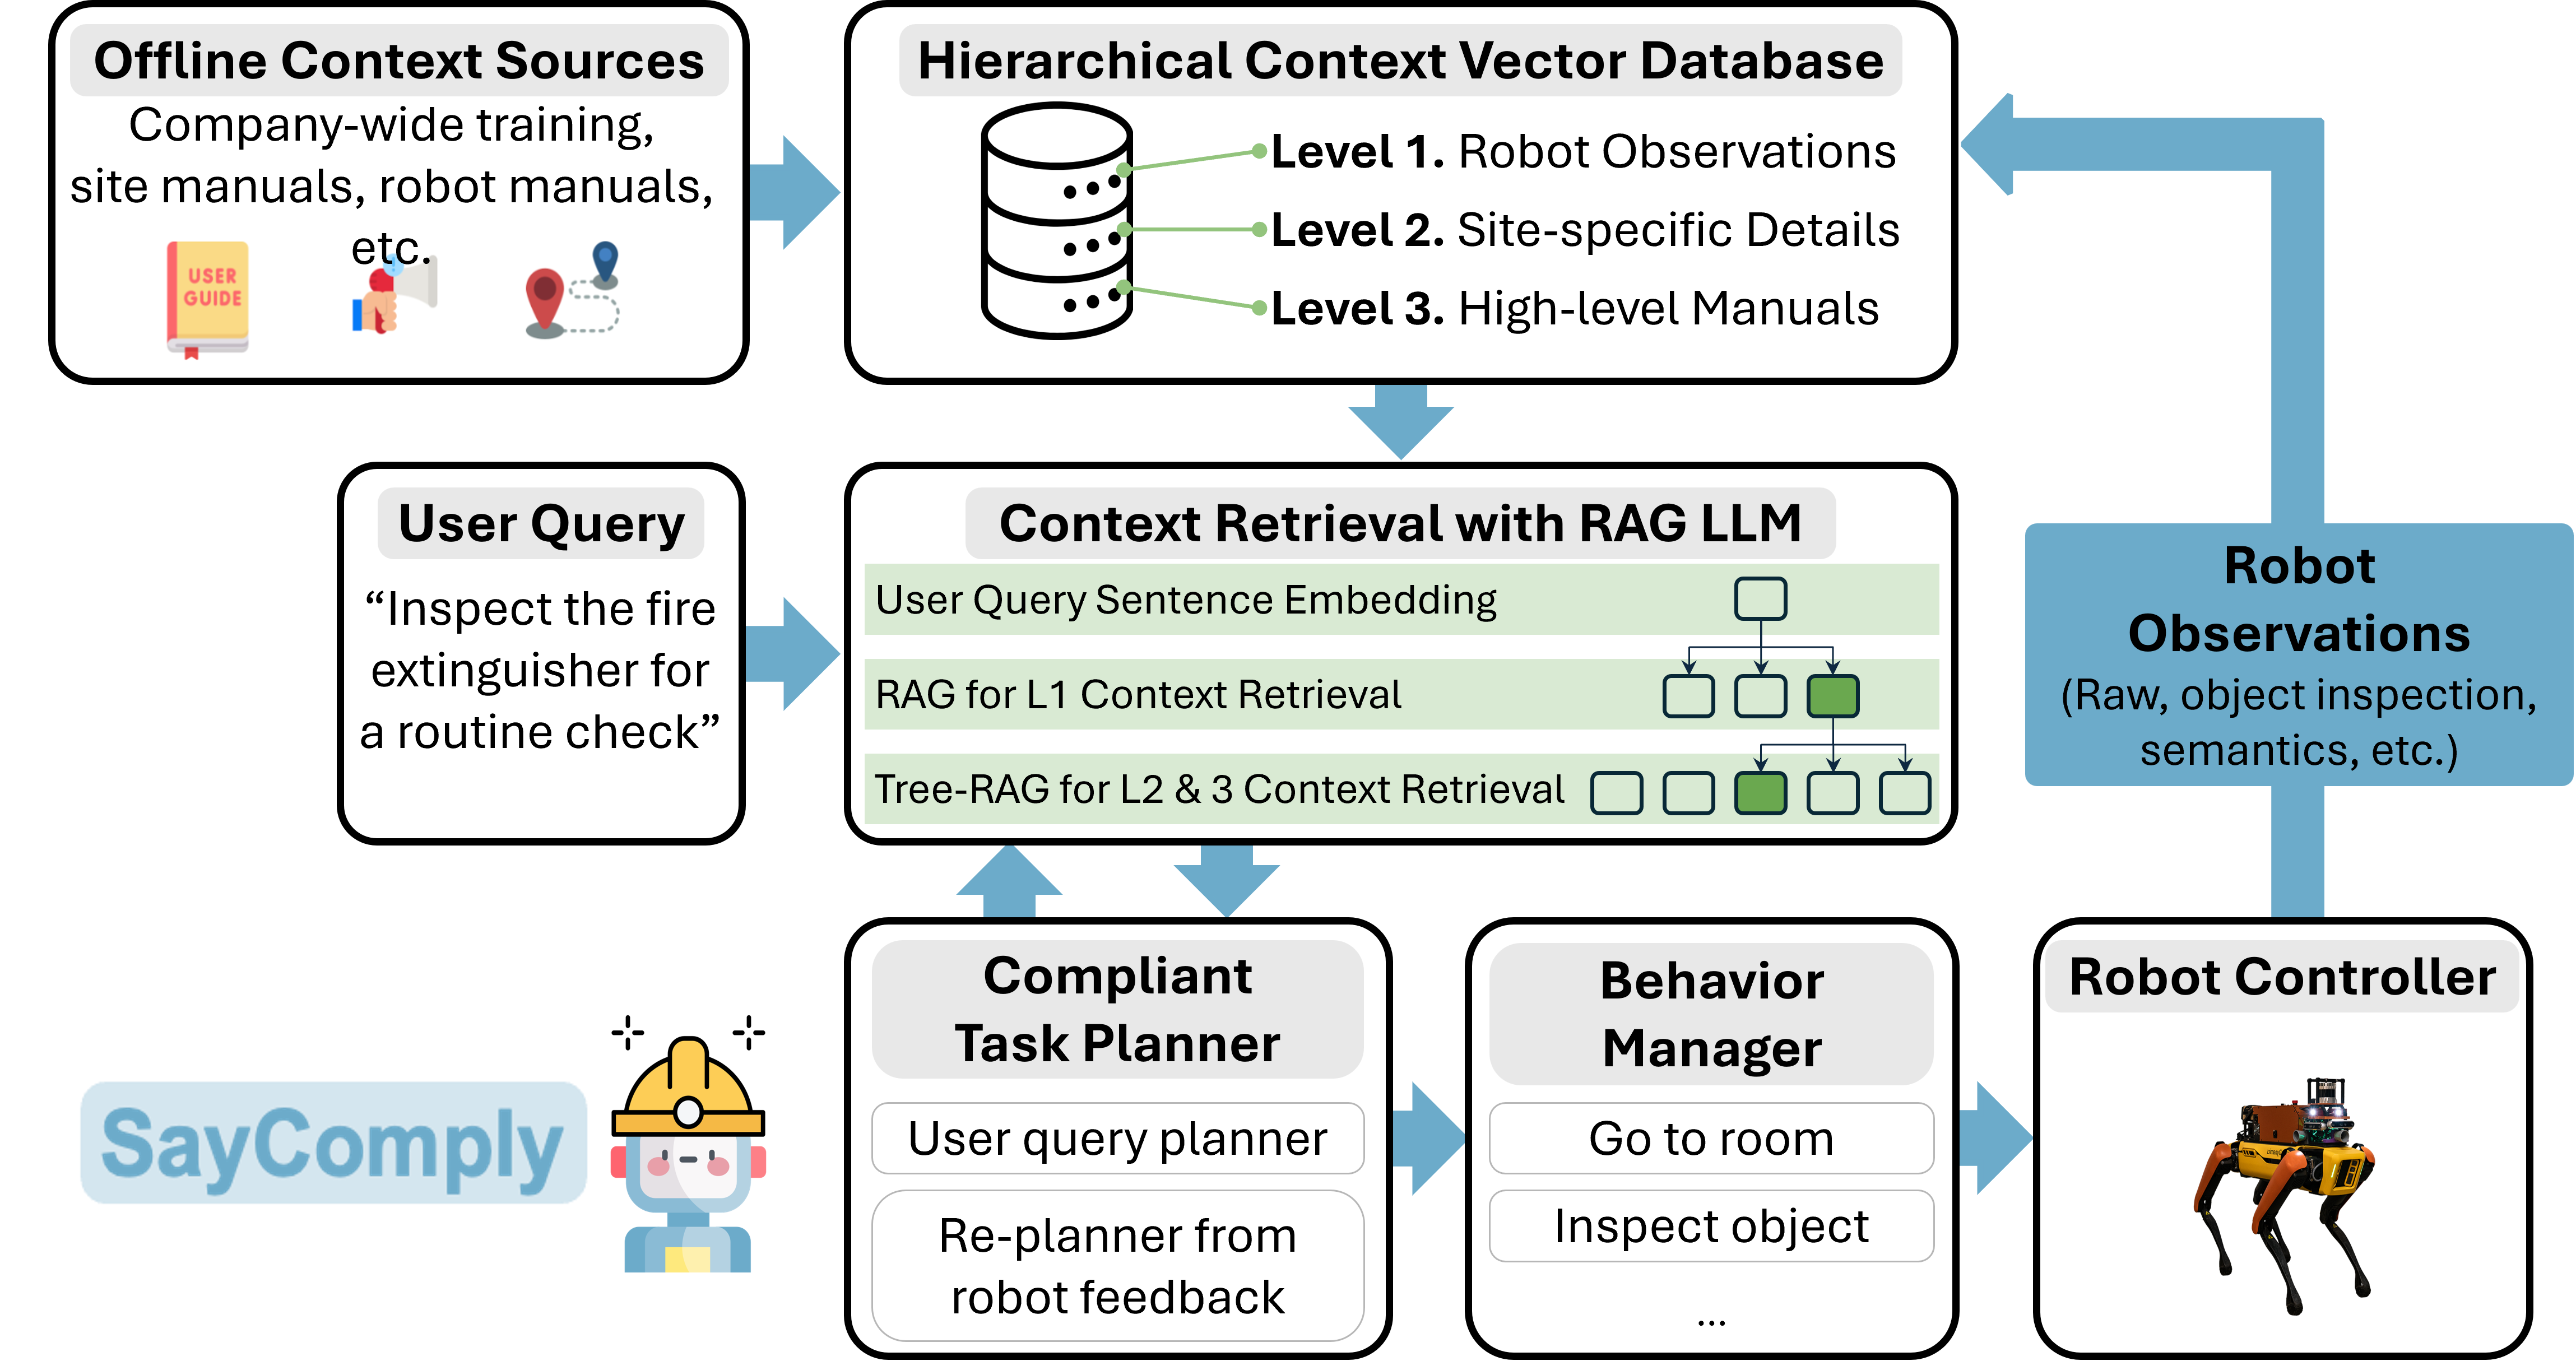 Offline Context Sources
Company-wide training,
site manuals, robot manuals,
etc.
USER
GUIDE
Hierarchical Context Vector Database
Level 1. Robot Observations
Level 2. Site-specific Details
Level 3. High-level Manuals
User Query
“Inspect the fire
extinguisher for
a routine check”
Context Retrieval with RAG LLM
User Query Sentence Embedding
RAG for L1 Context Retrieval
Tree-RAG for L2 & 3 Context Retrieval
Robot
Observations
(Raw, object inspection,
semantics, etc.)
SayComply
Compliant
Task Planner
User query planner
Re-planner from
robot feedback
Behavior
Manager
Go to room
Inspect object
...
Robot Controller